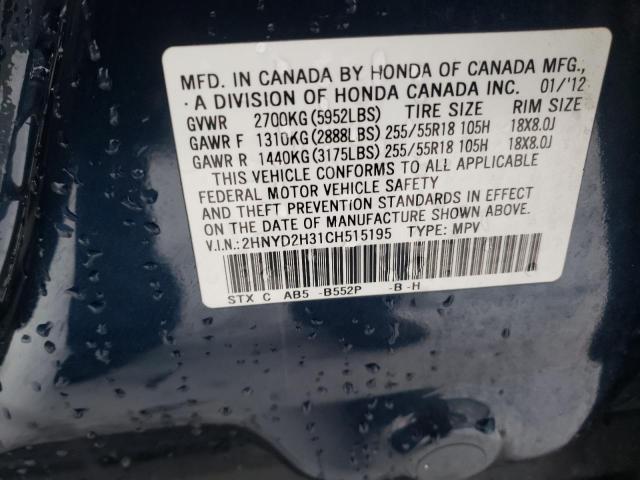 MFD. IN CANADA BY HONDA OF CANADA MFG.,
A DIVISION OF HONDA CANADA INC. 01/'12
GVWR 2700KG(5952LBS) TIRE SIZE RIM SIZE
GAWR F 1310KG(2888LBS) 255/55R18 105H 18X8.0J
GAWR R 1440KG(3175LBS) 255/55R18 105H 18X8.0J
THIS VEHICLE CONFORMS TO ALL APPLICABLE
FEDERAL MOTOR VEHICLE SAFETY
AND THEFT PREVENTION STANDARDS IN EFFECT
ON THE DATE OF MANUFACTURE SHOWN ABOVE.
V.I.N.:2HNYD2H31CH515195 TYPE: MPV
STX C AB5 -B552P -B -H